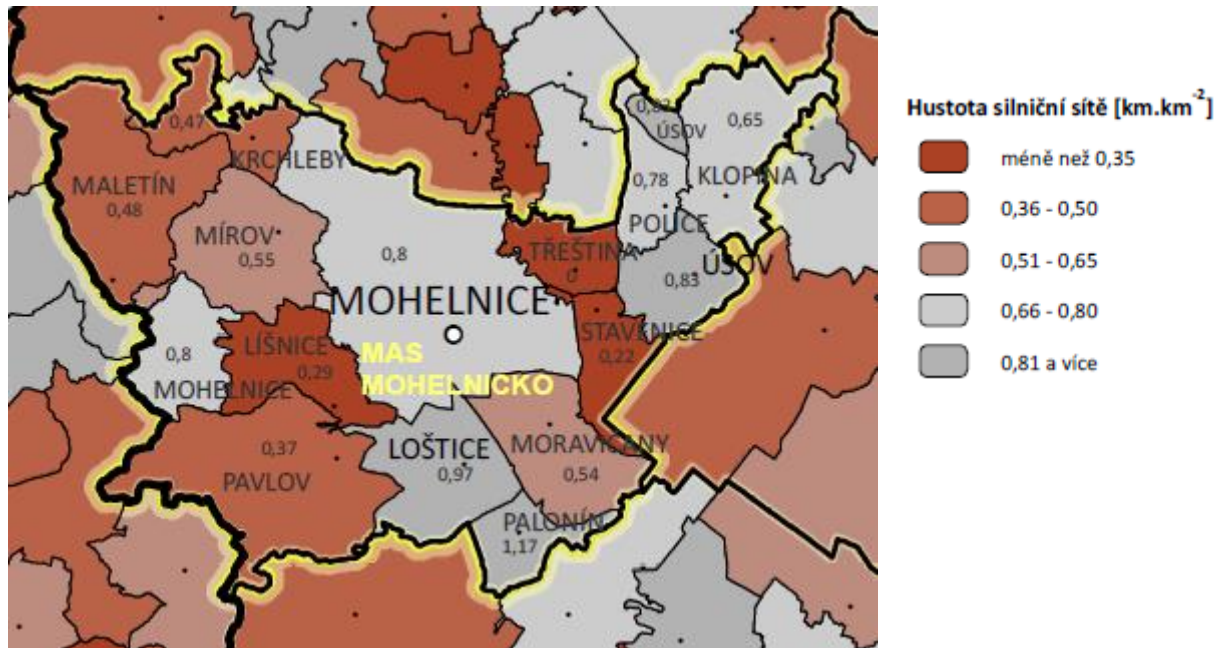 Hustota silniční sítě [km.km⁻²]
méně než 0,35
0,36 - 0,50
0,51 - 0,65
0,66 - 0,80
0,81 a více
0,83
ÚSOV
0,65
0,47
KRCHLEBY
MALETÍN
0,48
0,78
KLOPINA
POLICE
MÍROV
0,55
0,8
TŘEŠTINA
0
ÚSOV
0,83
MOHELNICE
STAVENICE
0,22
LÍŠNICE
0,29
0,8
MOHELNICE
MAS
MOHELNICKO
0,37
PAVLOV
LOŠTICE
0,97
MORAVIČANY
0,54
PALONÍN
1,17